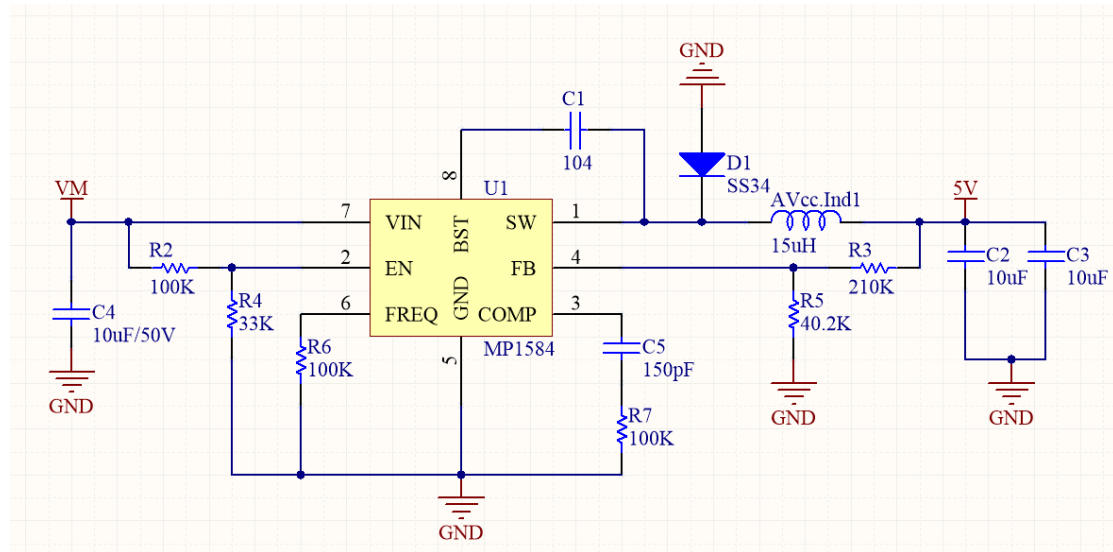 GND
C1
104
D1
SS34
8
U1
VM
AVcc.Ind1
5V
7
VIN
BST
SW
1
15uH
R2
100K
2
EN
FB
4
R3
210K
C2
10uF
C3
10uF
C4
10uF/50V
R4
33K
6
FREQ
GND
COMP
3
R5
40.2K
R6
100K
5
MP1584
C5
150pF
GND
GND
GND
R7
100K
GND